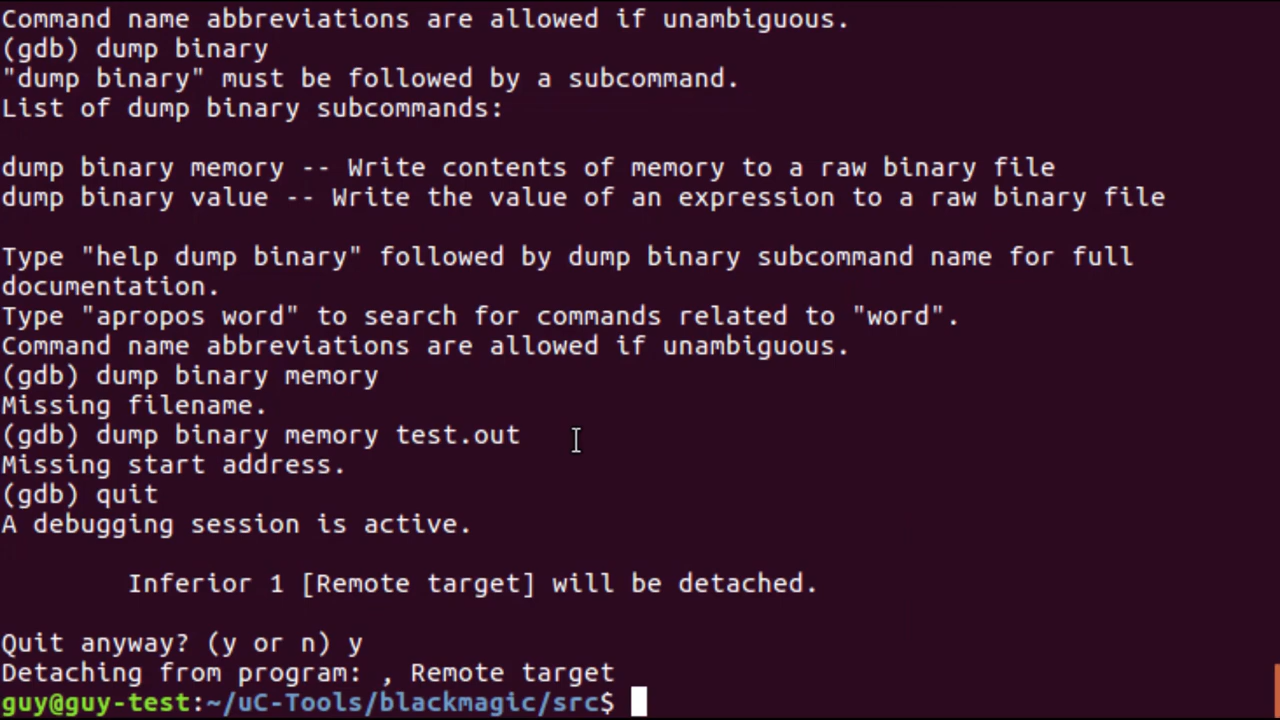 Command name abbreviations are allowed if unambiguous.
(gdb) dump binary
"dump binary" must be followed by a subcommand.
List of dump binary subcommands:
dump binary memory -- Write contents of memory to a raw binary file
dump binary value -- Write the value of an expression to a raw binary file
Type "help dump binary" followed by dump binary subcommand name for full
documentation.
Type "apropos word" to search for commands related to "word".
Command name abbreviations are allowed if unambiguous.
(gdb) dump binary memory
Missing filename.
(gdb) dump binary memory test.out
Missing start address.
(gdb) quit
A debugging session is active.
Inferior 1 [Remote target] will be detached.
Quit anyway? (y or n) y
Detaching from program: , Remote target
guy@guy-test:~/uC-Tools/blackmagic/src$